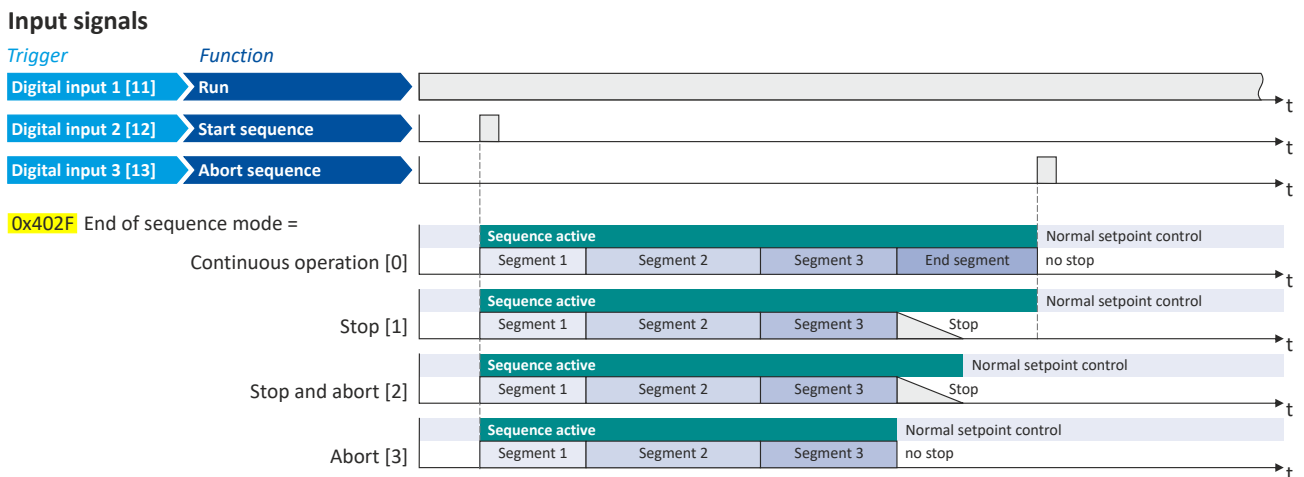 Input signals
Trigger Function
Digital input 1 [11] Run
t
Digital input 2 [12] Start sequence
t
Digital input 3 [13] Abort sequence
t
0x402F End of sequence mode =
Sequence active Normal setpoint control
Continuous operation [0] Segment 1 Segment 2 Segment 3 End segment no stop
t
Sequence active Normal setpoint control
Stop [1] Segment 1 Segment 2 Segment 3 Stop
t
Sequence active Normal setpoint control
Stop and abort [2] Segment 1 Segment 2 Segment 3 Stop
t
Sequence active Normal setpoint control
Abort [3] Segment 1 Segment 2 Segment 3 no stop
t